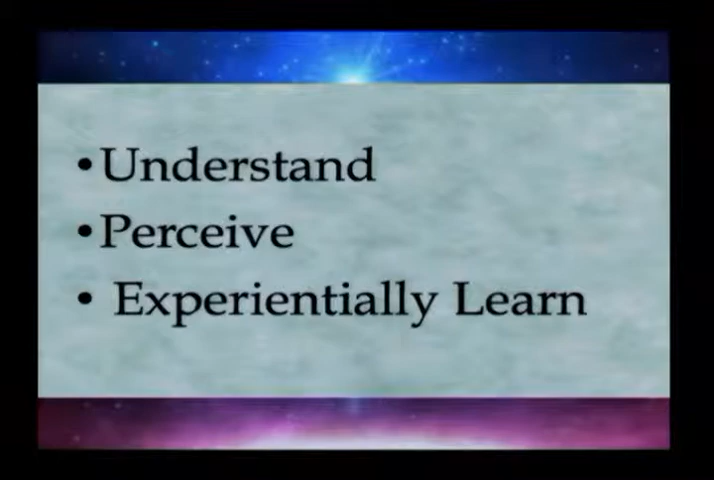 • Understand
• Perceive
• Experientially Learn